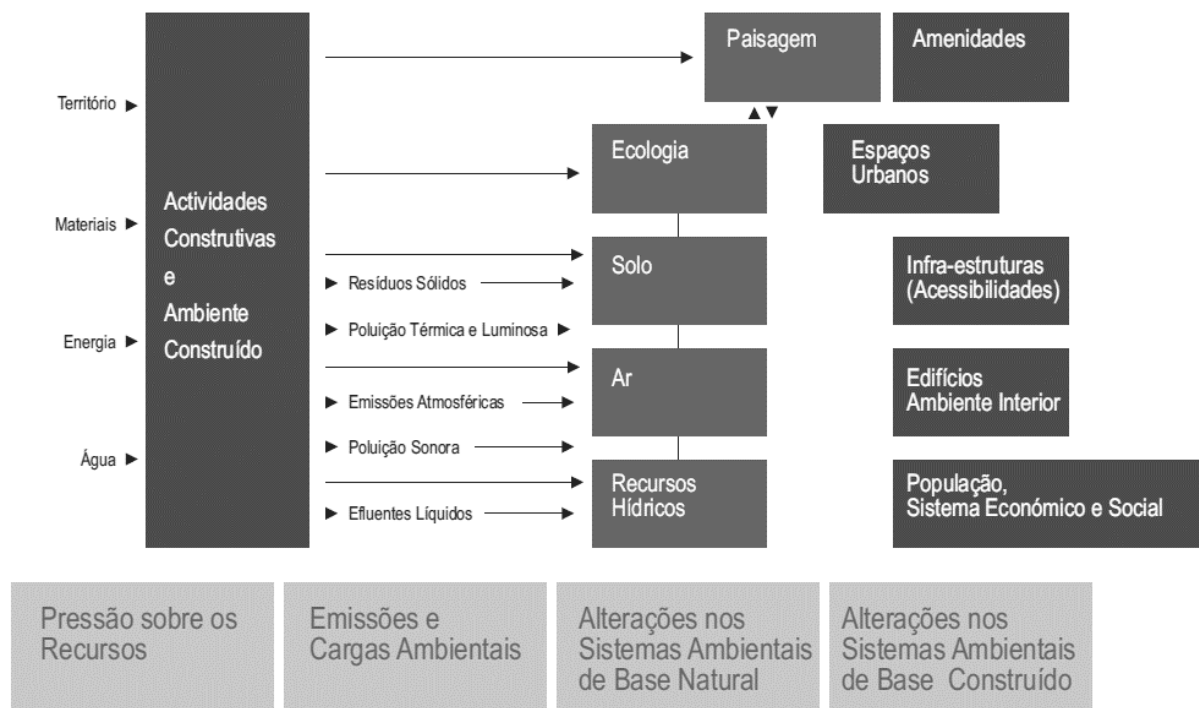 Território
Materiais
Energia
Água
Actividades
Construtivas
e
Ambiente
Construído
Resíduos Sólidos
Poluição Térmica e Luminosa
Emissões Atmosféricas
Poluição Sonora
Efluentes Líquidos
Paisagem
Amenidades
Ecologia
Espaços
Urbanos
Solo
Infra-estruturas
(Acessibilidades)
Ar
Edifícios
Ambiente Interior
Recursos
Hídricos
População,
Sistema Económico e Social
Pressão sobre os
Recursos
Emissões e
Cargas Ambientais
Alterações nos
Sistemas Ambientais
de Base Natural
Alterações nos
Sistemas Ambientais
de Base Construído